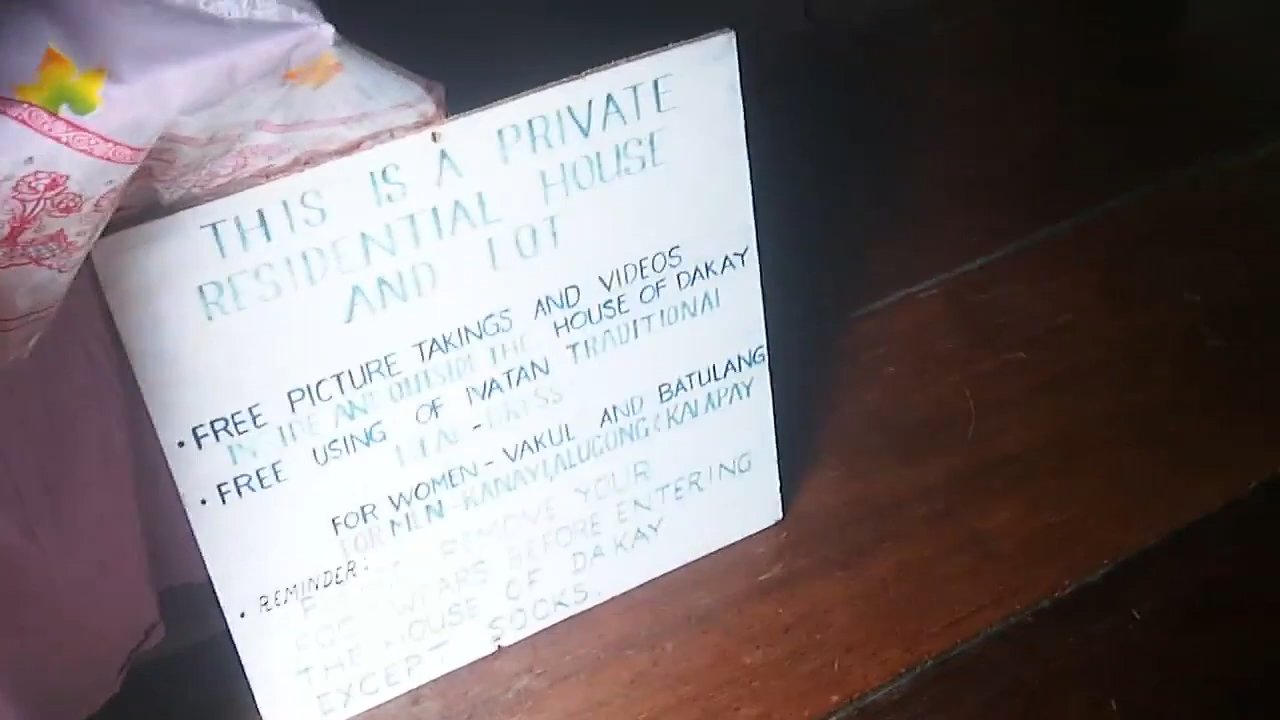 THIS IS A PRIVATE
RESIDENTIAL HOUSE
AND LOT
• FREE PICTURE TAKINGS AND VIDEOS
INSIDE AND OUTSIDE THE HOUSE OF DAKAY
• FREE USING OF IVATAN TRADITIONAL
- DRESS
FOR WOMEN - VAKUL AND BATULANG
FOR MEN - KANAYI, ALUGONG & KALAPAY
• REMINDER: REMOVE YOUR
FOOTWEARS BEFORE ENTERING
THE HOUSE OF DAKAY
EXCEPT SOCKS.